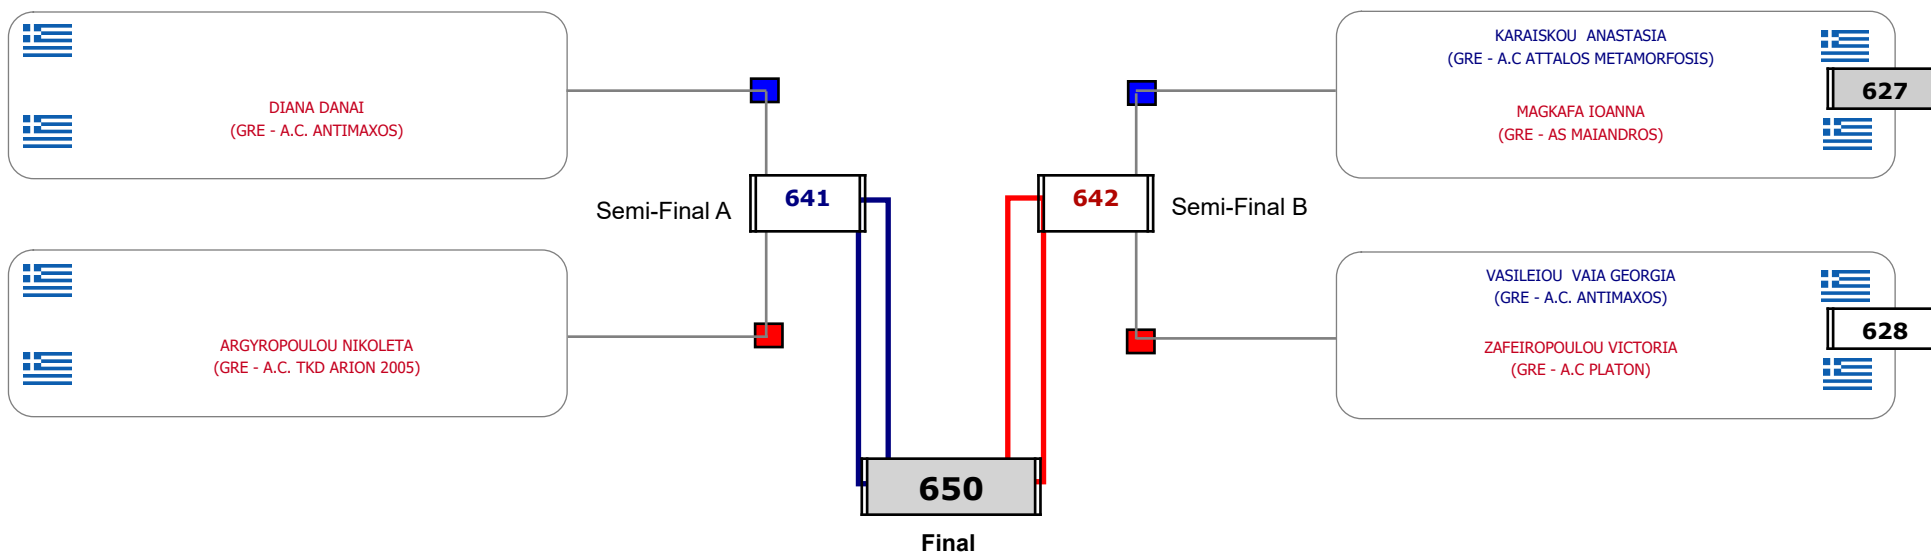 DIANA DANAI
(GRE - A.C. ANTIMAXOS)
ARGYROPOULOU NIKOLETA
(GRE - A.C. TKD ARION 2005)
Semi-Final A
641
642
Semi-Final B
650
Final
KARAISKOU  ANASTASIA
(GRE - A.C ATTALOS METAMORFOSIS)
627
MAGKAFA IOANNA
(GRE - AS MAIANDROS)
VASILEIOU  VAIA GEORGIA
(GRE - A.C. ANTIMAXOS)
628
ZAFEIROPOULOU VICTORIA
(GRE - A.C PLATON)